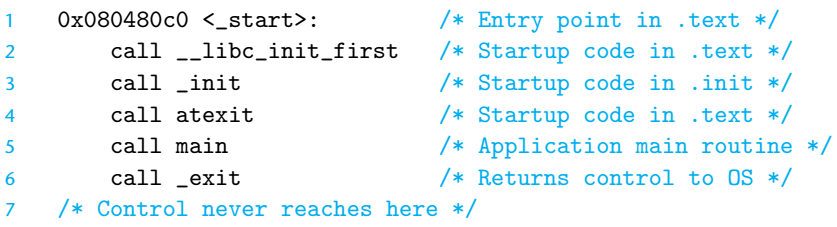 1 0x080480c0 <_start>: /* Entry point in .text */
2 call __libc_init_first /* Startup code in .text */
3 call _init /* Startup code in .init */
4 call atexit /* Startup code in .text */
5 call main /* Application main routine */
6 call _exit /* Returns control to OS */
7 /* Control never reaches here */